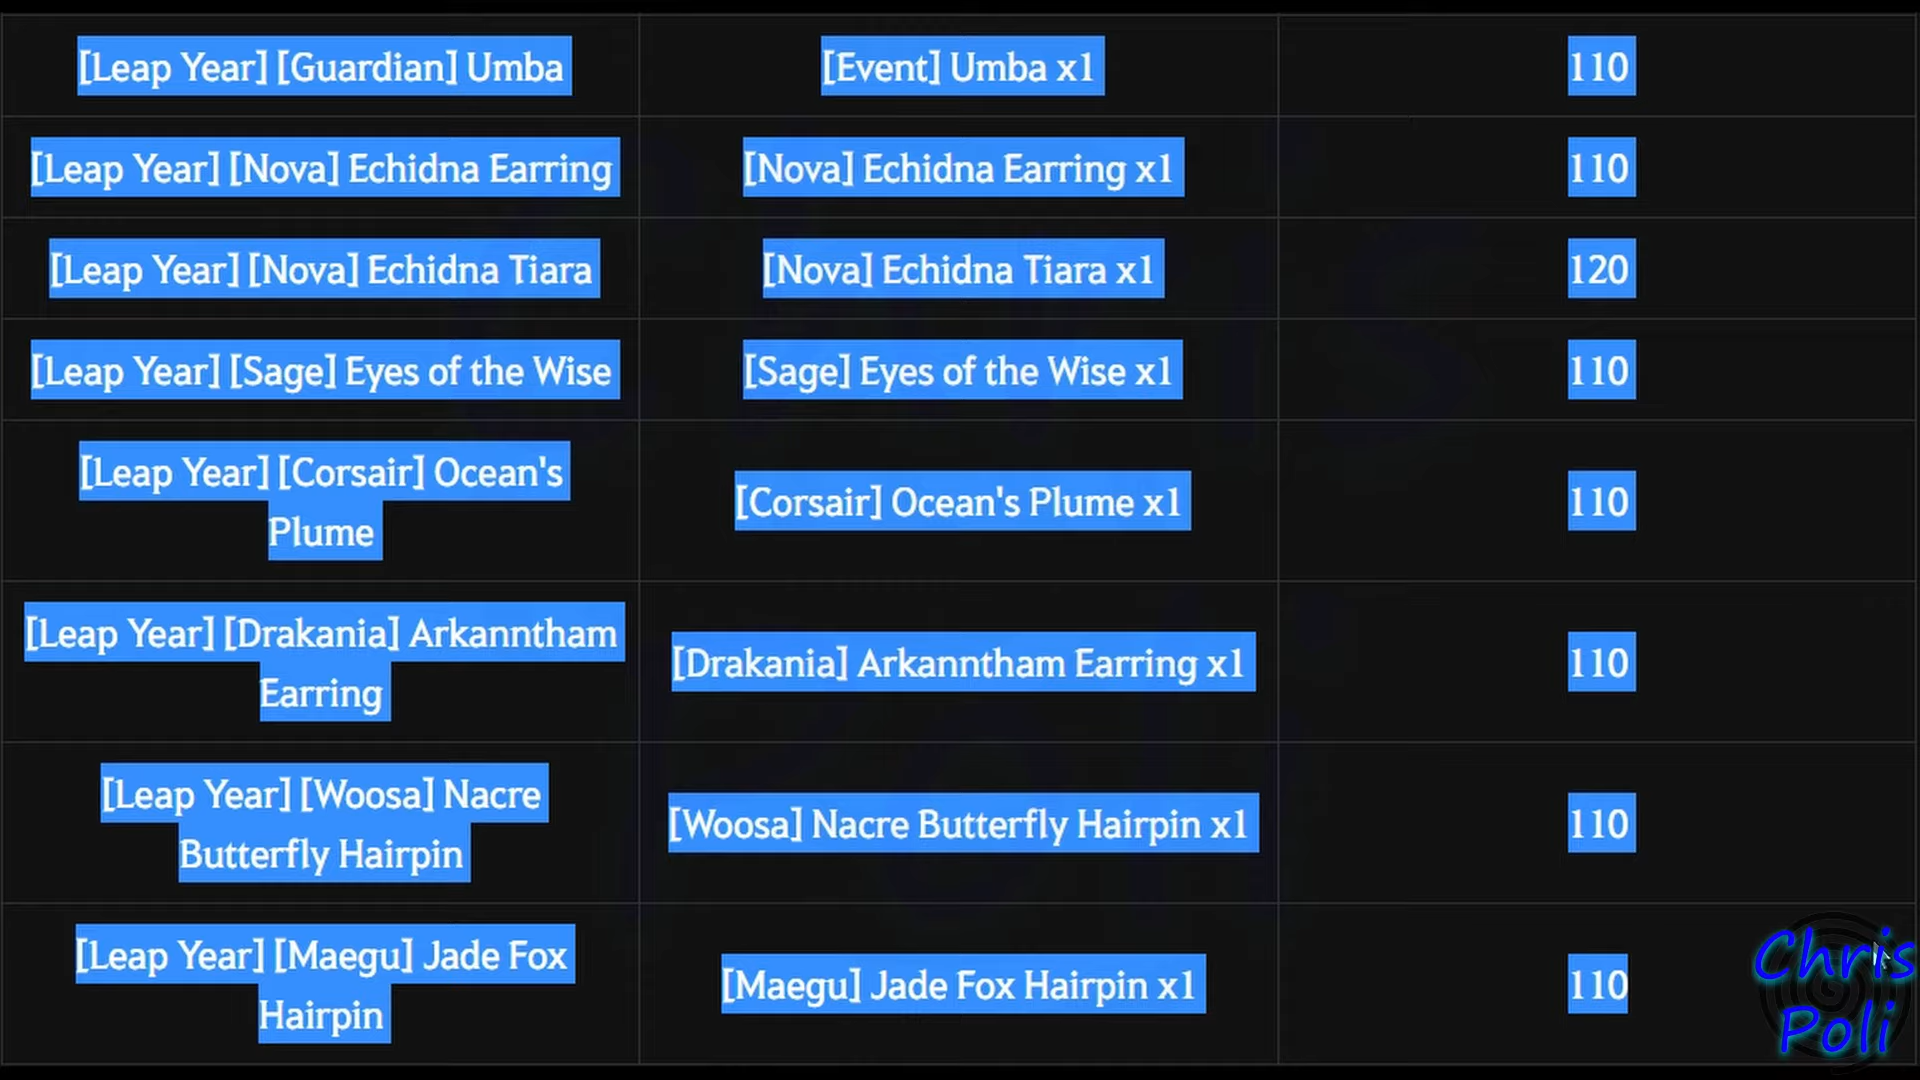 [Leap Year] [Guardian] Umba
[Event] Umba x1
110
[Leap Year] [Nova] Echidna Earring
[Nova] Echidna Earring x1
110
[Leap Year] [Nova] Echidna Tiara
[Nova] Echidna Tiara x1
120
[Leap Year] [Sage] Eyes of the Wise
[Sage] Eyes of the Wise x1
110
[Leap Year] [Corsair] Ocean's
Plume
[Corsair] Ocean's Plume x1
110
[Leap Year] [Drakania] Arkanntham
Earring
[Drakania] Arkanntham Earring x1
110
[Leap Year] [Woosa] Nacre
Butterfly Hairpin
[Woosa] Nacre Butterfly Hairpin x1
110
[Leap Year] [Maegu] Jade Fox
Hairpin
[Maegu] Jade Fox Hairpin x1
110
Chris
Poli